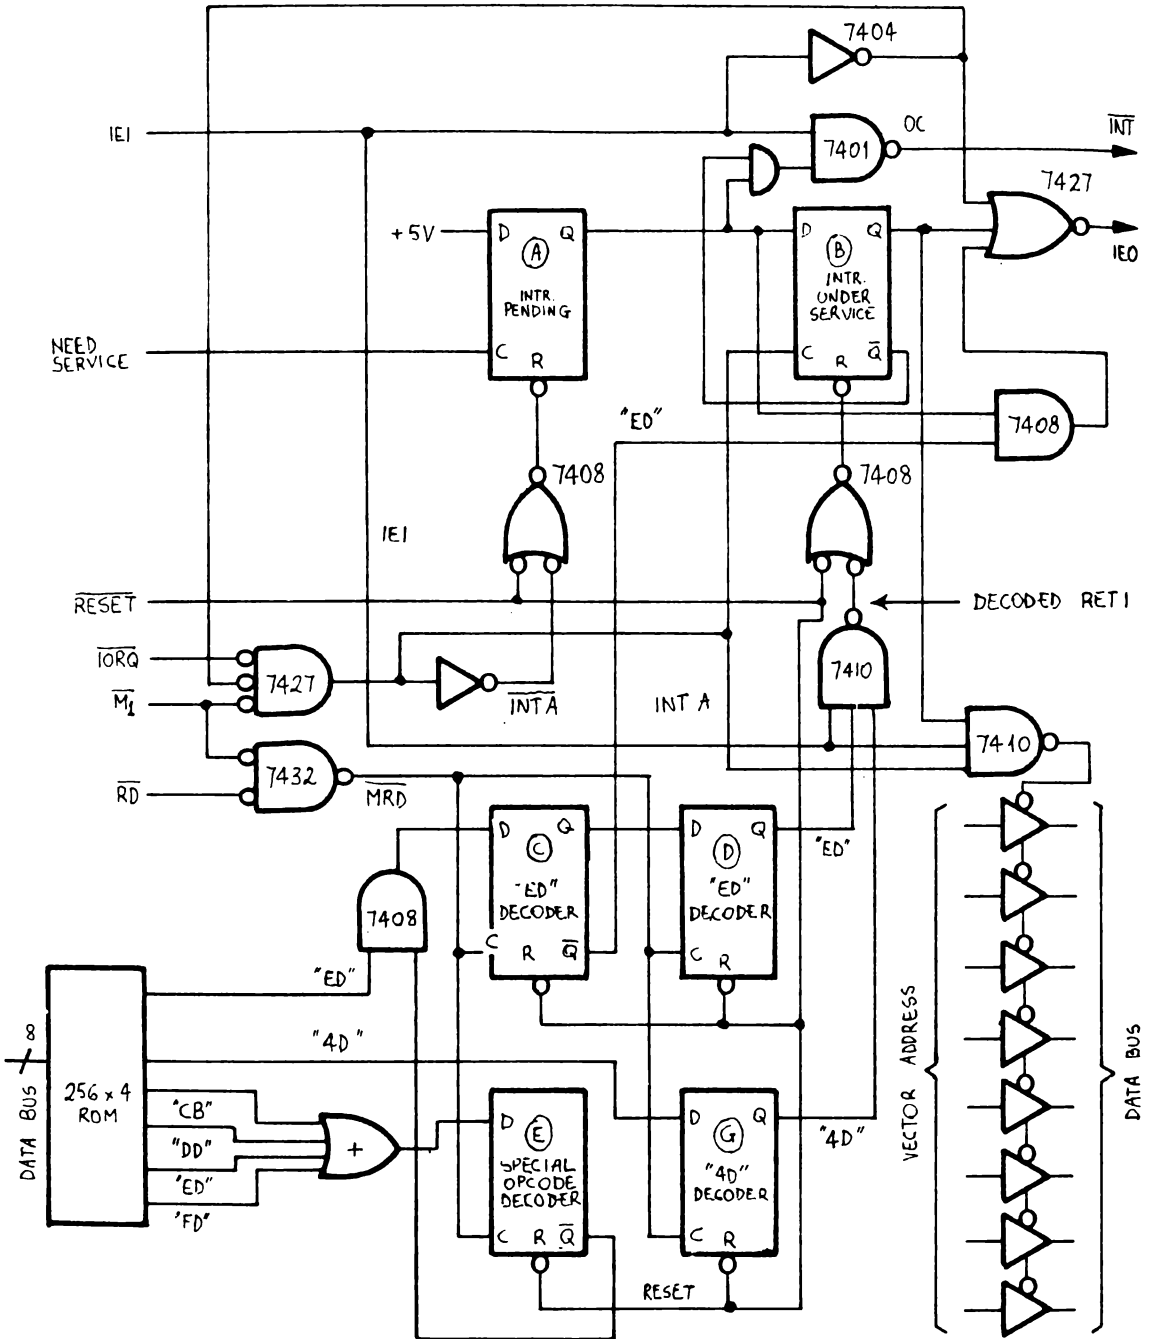 7404
IEI
OC
INT
7401
7427
+5V
D
Q
A
INTR.
PENDING
C
R
D
Q
B
INTR.
UNDER
SERVICE
C
R
Q
IEO
NEED
SERVICE
"ED"
7408
7408
7408
IEI
RESET
DECODED RETI
IORQ
7427
M1
INTA
INTA
7410
7410
RD
7432
MRD
D
Q
C
"ED"
DECODER
C
R
Q
D
Q
D
"ED"
DECODER
C
R
"ED"
7408
"ED"
8
DATA BUS
256 x 4
ROM
"4D"
"CB"
"DD"
"ED"
"FD"
+
D
E
SPECIAL
OPCODE
DECODER
C
R
Q
D
Q
G
"4D"
DECODER
C
R
"4D"
RESET
VECTOR ADDRESS
DATA BUS